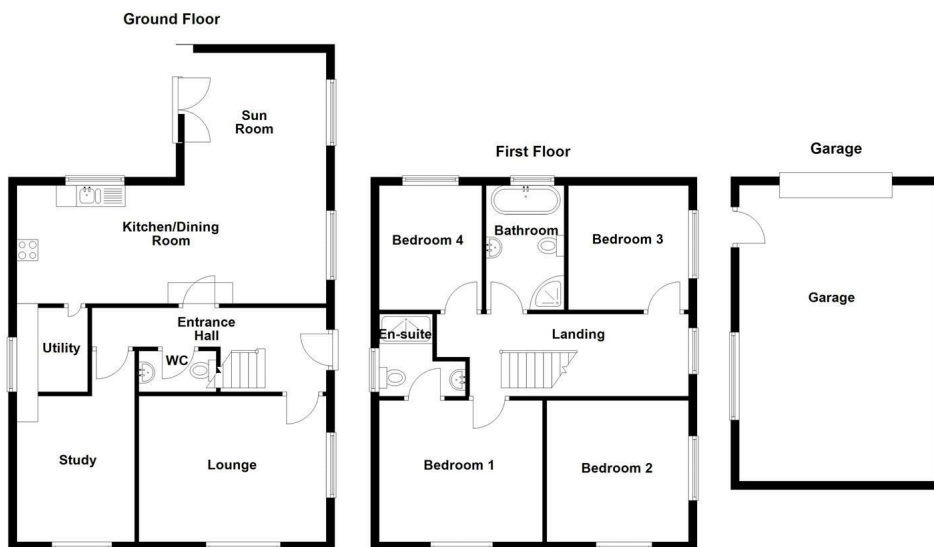 Ground Floor
Sun
Room
Kitchen/Dining
Room
Entrance
Hall
Utility
WC
Study
Lounge
First Floor
Bedroom 4
Bathroom
Bedroom 3
En-suite
Landing
Bedroom 1
Bedroom 2
Garage
Garage